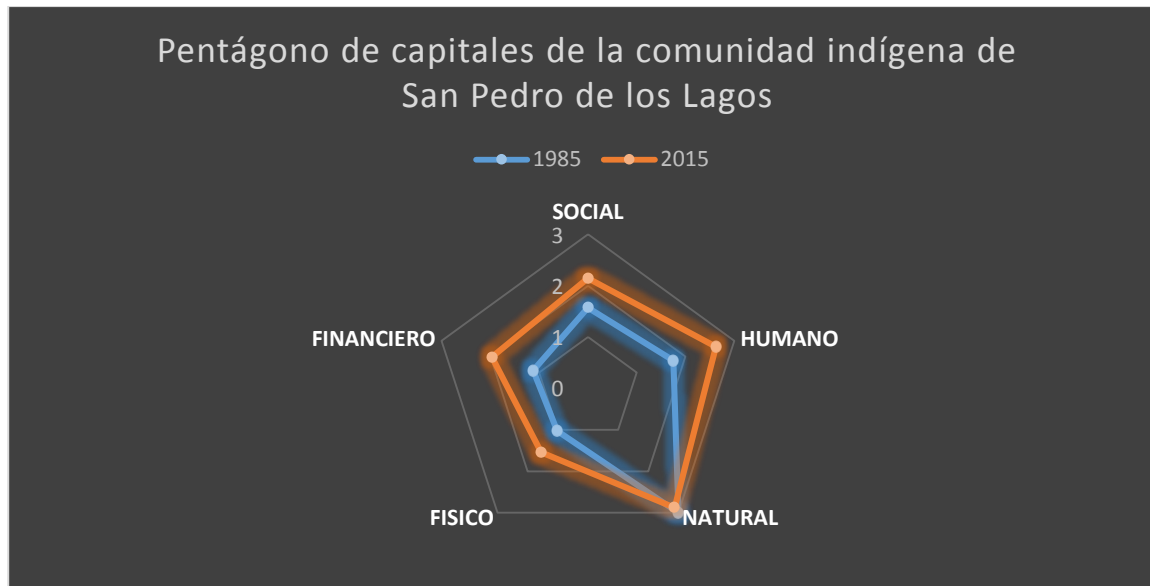 Pentágono de capitales de la comunidad indígena de
San Pedro de los Lagos
1985 2015
SOCIAL
3
2
FINANCIERO HUMANO
1
0
FISICO NATURAL